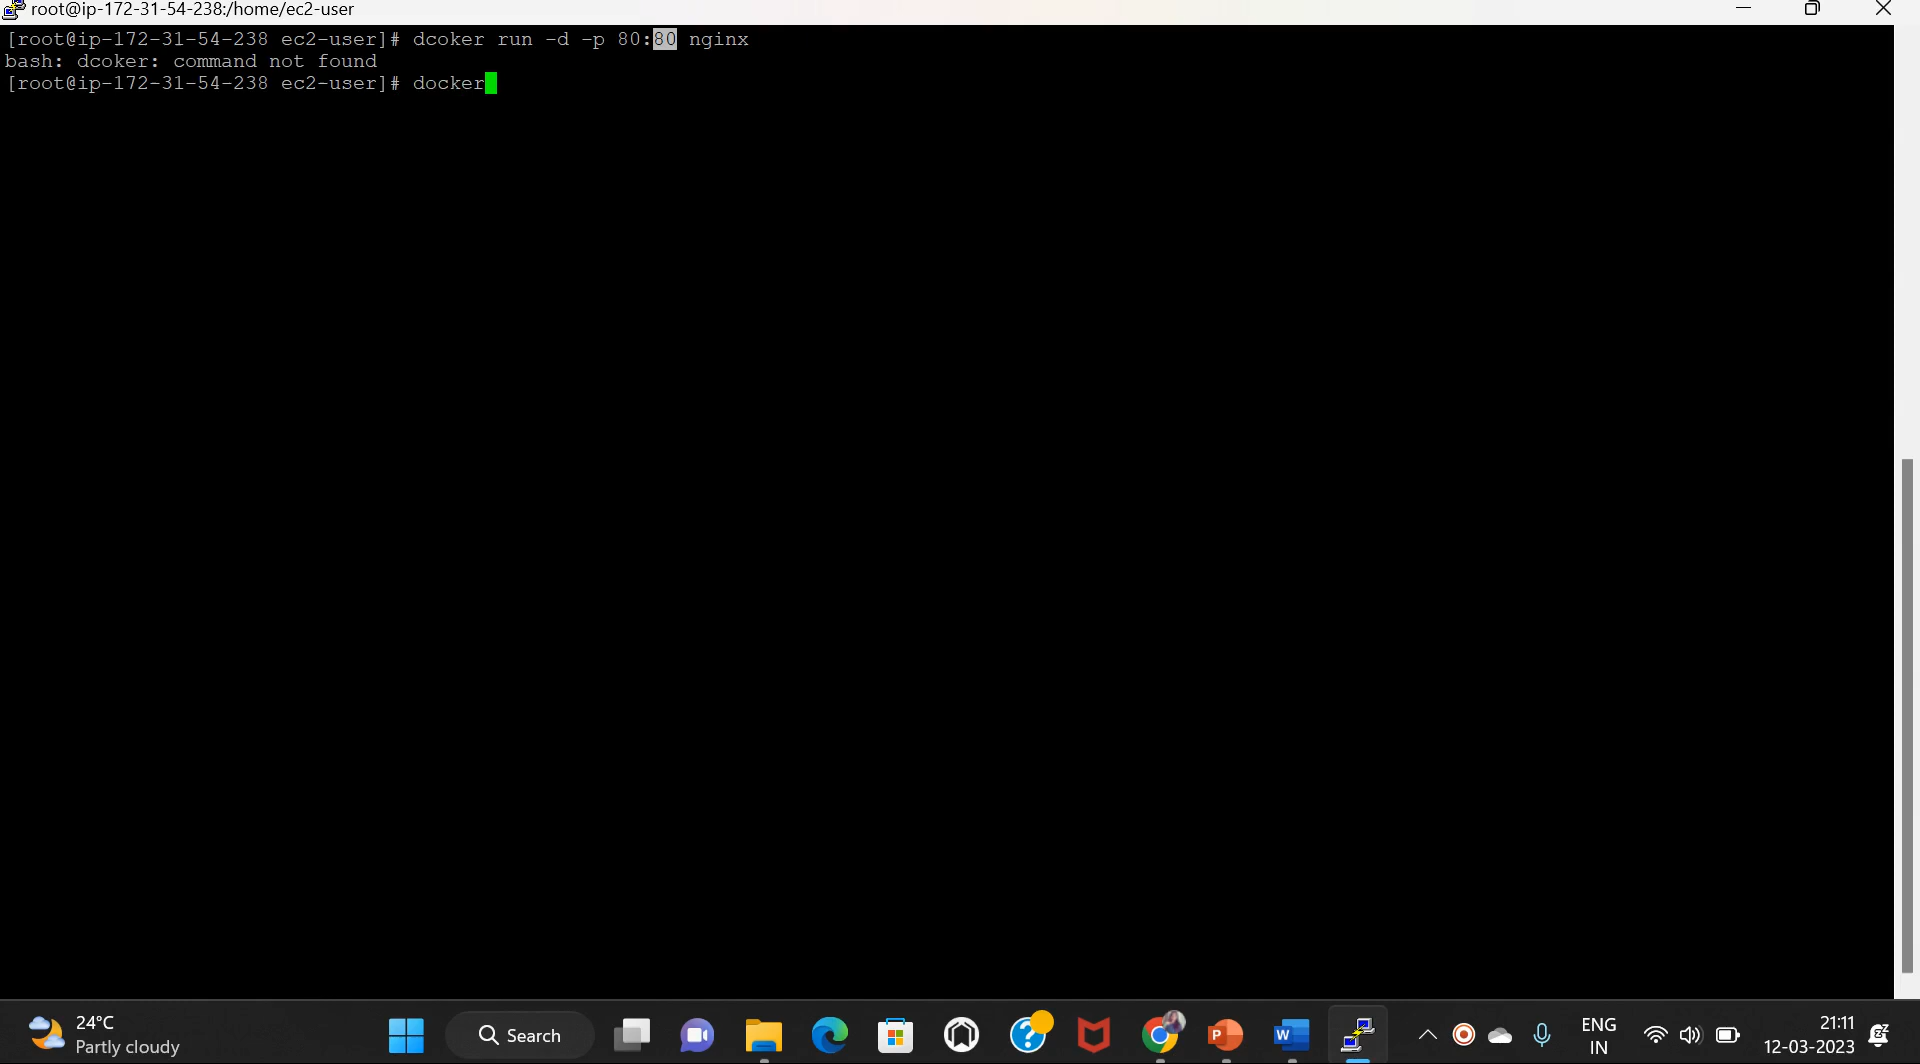 root@ip-172-31-54-238:/home/ec2-user
[root@ip-172-31-54-238 ec2-user]# dcoker run -d -p 80:80 nginx
bash: dcoker: command not found
[root@ip-172-31-54-238 ec2-user]# docker
24°C
Partly cloudy
Search
P
W
ENG
IN
21:11
12-03-2023